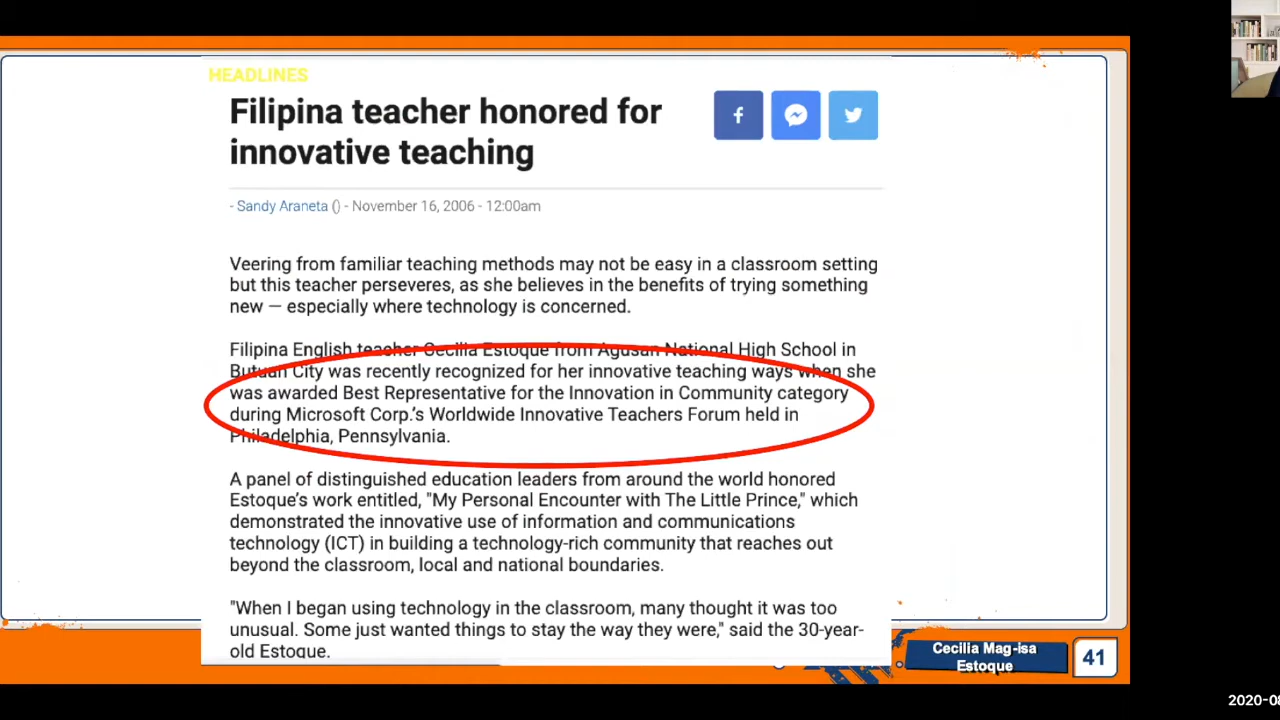 HEADLINES
Filipina teacher honored for
innovative teaching
- Sandy Araneta () - November 16, 2006 - 12:00am
Veering from familiar teaching methods may not be easy in a classroom setting
but this teacher perseveres, as she believes in the benefits of trying something
new — especially where technology is concerned.
Filipina English teacher Cecilia Estoque from Agusan National High School in
Butuan City was recently recognized for her innovative teaching ways when she
was awarded Best Representative for the Innovation in Community category
during Microsoft Corp.'s Worldwide Innovative Teachers Forum held in
Philadelphia, Pennsylvania.
A panel of distinguished education leaders from around the world honored
Estoque's work entitled, "My Personal Encounter with The Little Prince," which
demonstrated the innovative use of information and communications
technology (ICT) in building a technology-rich community that reaches out
beyond the classroom, local and national boundaries.
"When I began using technology in the classroom, many thought it was too
unusual. Some just wanted things to stay the way they were," said the 30-year-
old Estoque.
Cecilia Mag-isa
Estoque
41
2020-08